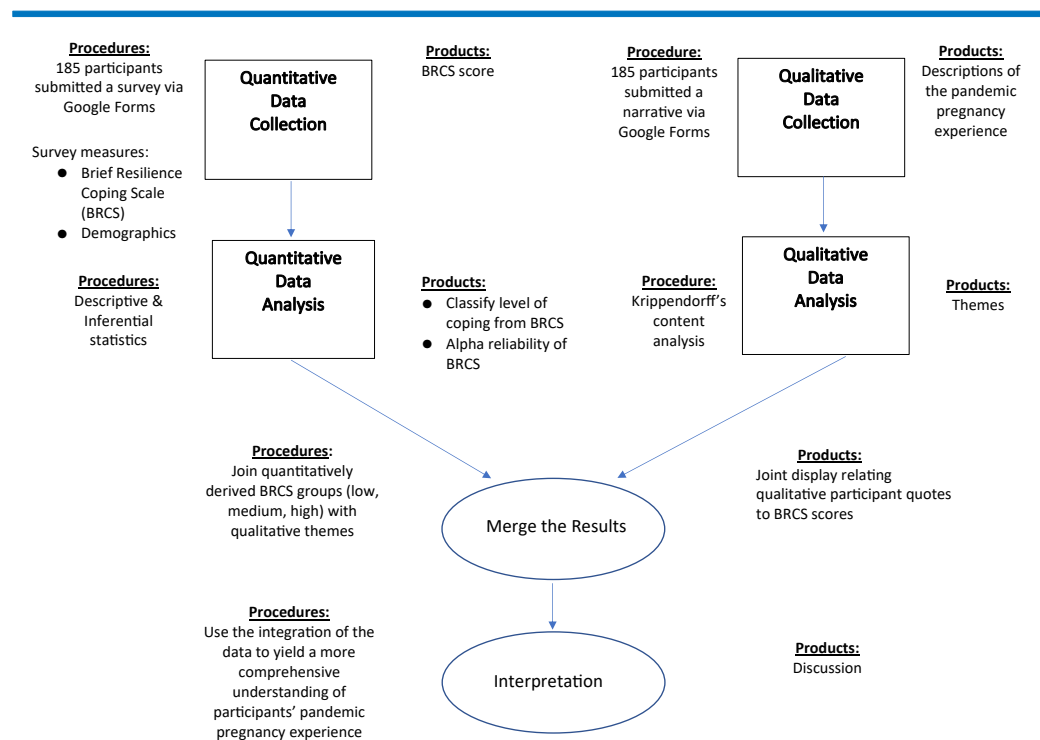 Procedures:
185 participants
submitted a survey via
Google Forms
Survey measures:
● Brief Resilience
Coping Scale
(BRCS)
● Demographics
Quantitative
Data
Collection
Products:
BRCS score
Procedure:
185 participants
submitted a
narrative via
Google Forms
Qualitative
Data
Collection
Products:
Descriptions of
the pandemic
pregnancy
experience
Procedures:
Descriptive &
Inferential
statistics
Quantitative
Data
Analysis
Products:
● Classify level of
coping from BRCS
● Alpha reliability of
BRCS
Procedure:
Krippendorff's
content
analysis
Qualitative
Data
Analysis
Products:
Themes
Procedures:
Join quantitatively
derived BRCS groups (low,
medium, high) with
qualitative themes
Merge the Results
Products:
Joint display relating
qualitative participant quotes
to BRCS scores
Procedures:
Use the integration of the
data to yield a more
comprehensive
understanding of
participants' pandemic
pregnancy experience
Interpretation
Products:
Discussion